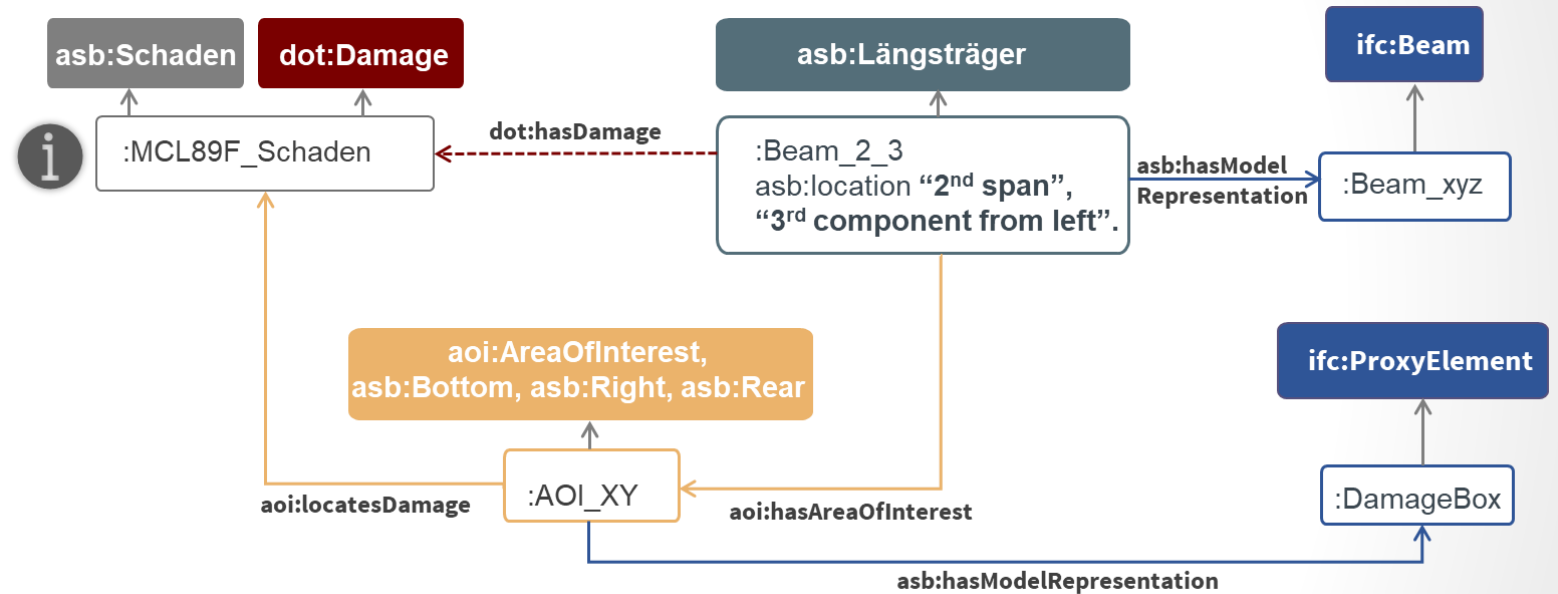 asb:Schaden
dot:Damage
asb:Längsträger
ifc:Beam
i
:MCL89F_Schaden
dot:hasDamage
:Beam_2_3
asb:location “2nd span”,
“3rd component from left”.
asb:hasModel
Representation
:Beam_xyz
aoi:AreaOfInterest,
asb:Bottom, asb:Right, asb:Rear
ifc:ProxyElement
:AOI_XY
aoi:locatesDamage
aoi:hasAreaOfInterest
:DamageBox
asb:hasModelRepresentation